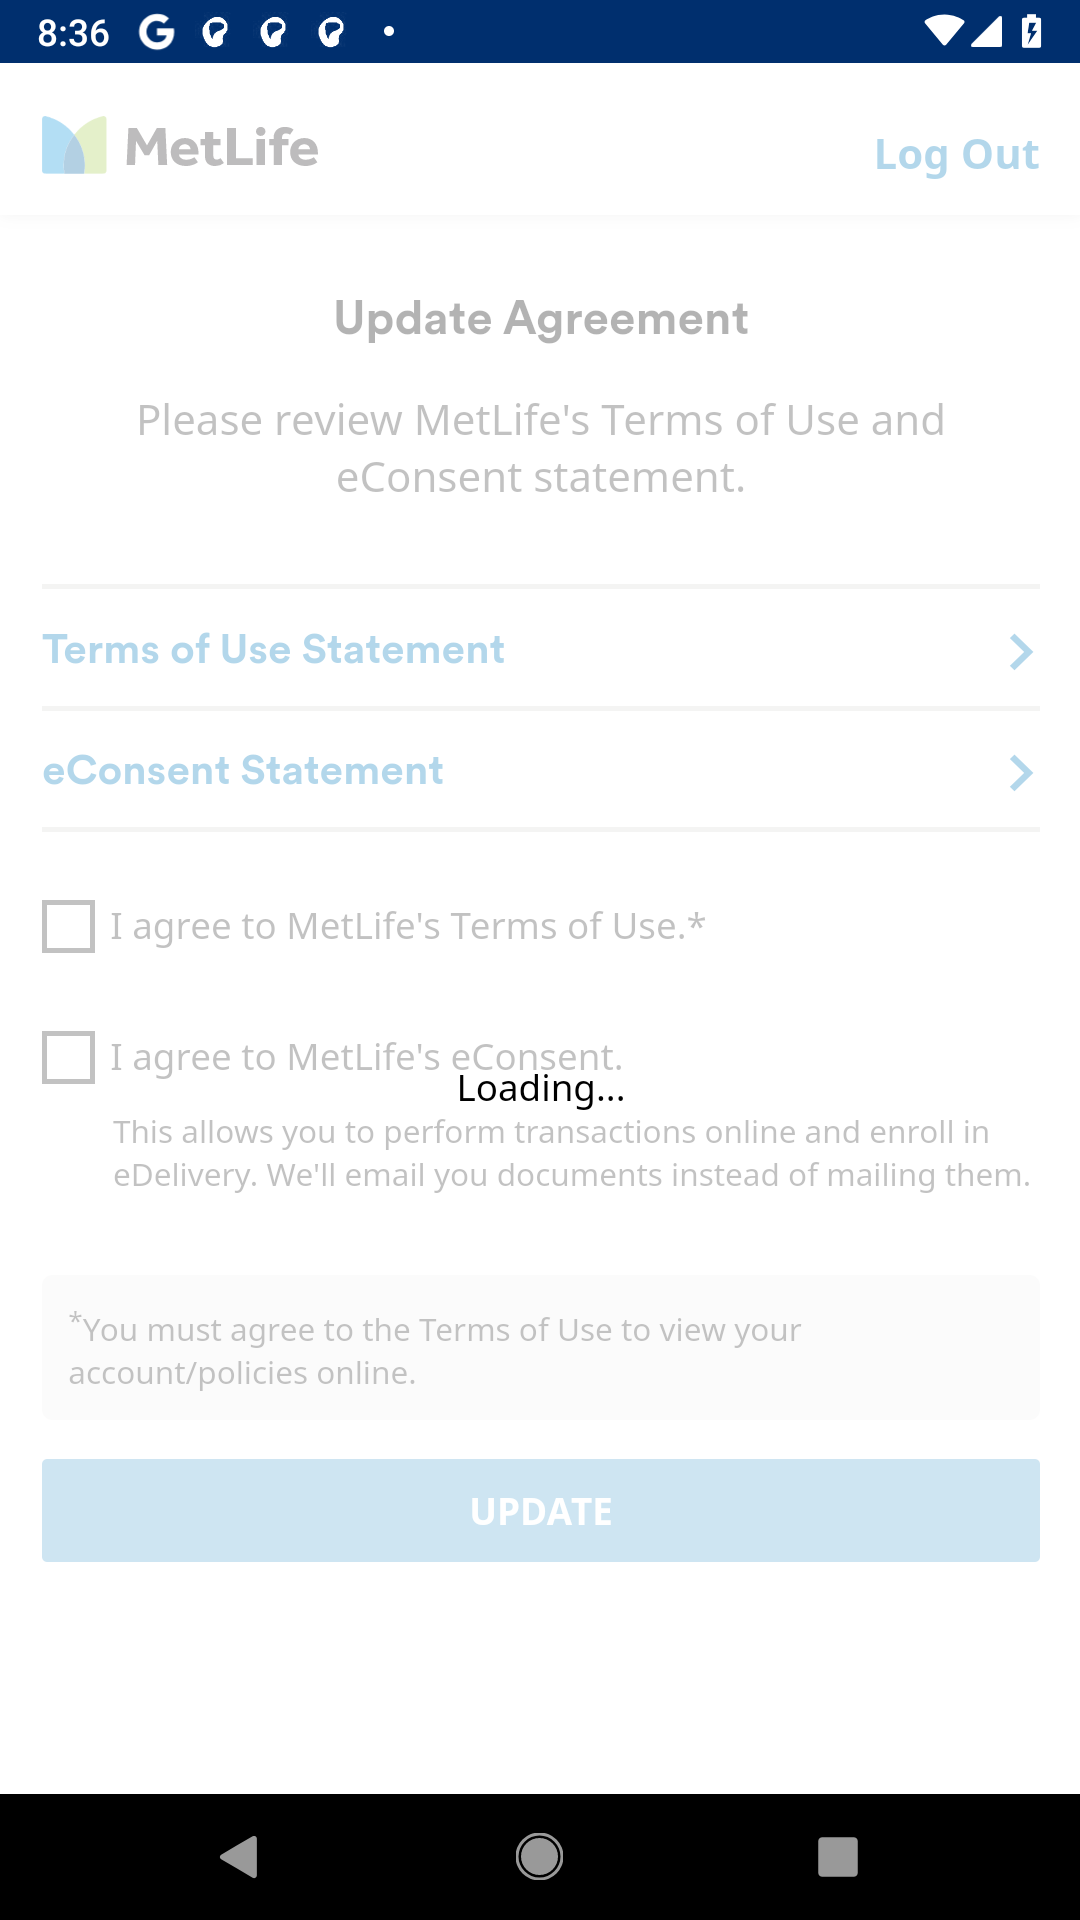 8:36
MetLife
Log Out
Update Agreement
Please review MetLife's Terms of Use and
eConsent statement.
Terms of Use Statement
eConsent Statement
I agree to MetLife's Terms of Use.*
I agree to MetLife's eConsent.
Loading...
This allows you to perform transactions online and enroll in
eDelivery. We'll email you documents instead of mailing them.
*You must agree to the Terms of Use to view your
account/policies online.
UPDATE